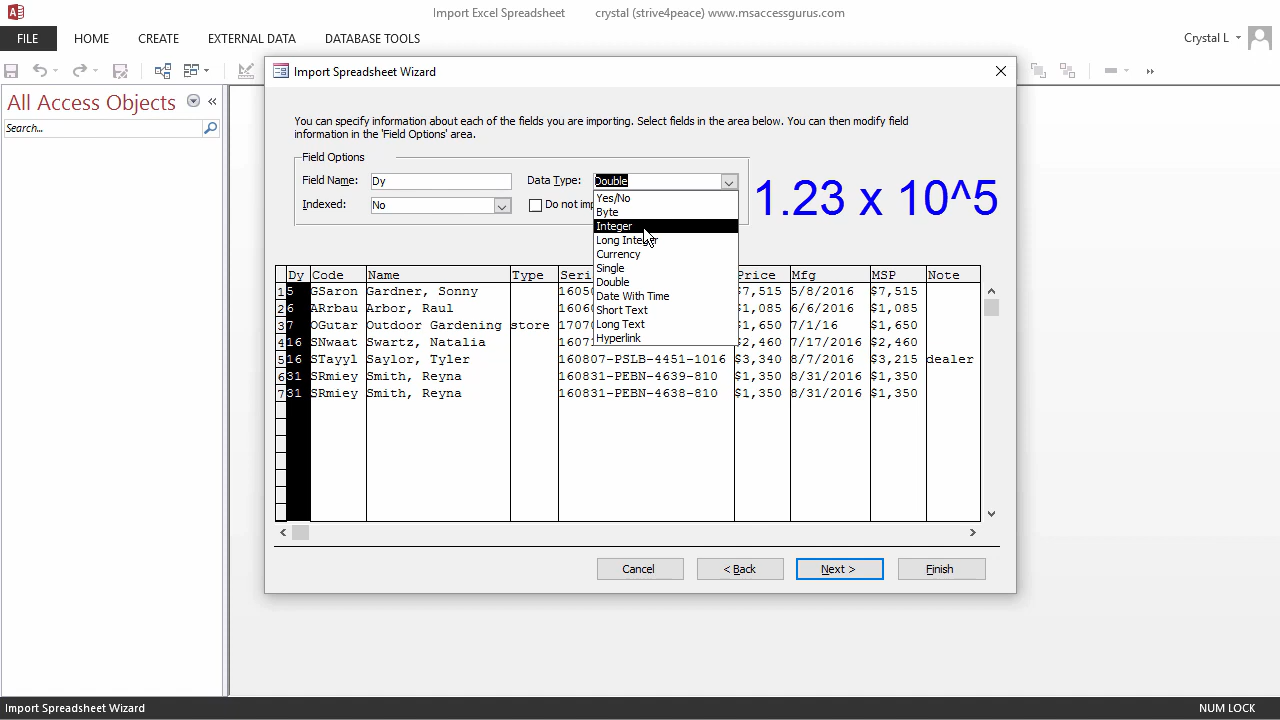 Import Excel Spreadsheet crystal (strive4peace) www.msaccessgurus.com
FILE HOME CREATE EXTERNAL DATA DATABASE TOOLS Crystal L
All Access Objects
Search...
Import Spreadsheet Wizard
You can specify information about each of the fields you are importing. Select fields in the area below. You can then modify field
information in the 'Field Options' area.
Field Options
Field Name: Dy Data Type: Double
Indexed: No Do not
Yes/No
Byte
Integer
Long Integer
Currency
Single
Double
Date With Time
Short Text
Long Text
Hyperlink
1.23 x 10^5
Dy Code Name Type Seri Price Mfg MSP Note
1 5 GSaron Gardner, Sonny 1605 $7,515 5/8/2016 $7,515
2 6 ARrbau Arbor, Raul 1606 $1,085 6/6/2016 $1,085
3 7 OGutar Outdoor Gardening store 1707 $1,650 7/1/16 $1,650
4 16 SNwaat Swartz, Natalia 1607 $2,460 7/17/2016 $2,460
5 16 STayyl Saylor, Tyler 160807-PSLB-4451-1016 $3,340 8/7/2016 $3,215 dealer
6 31 SRmiey Smith, Reyna 160831-PEBN-4639-810 $1,350 8/31/2016 $1,350
7 31 SRmiey Smith, Reyna 160831-PEBN-4638-810 $1,350 8/31/2016 $1,350
Cancel < Back Next > Finish
Import Spreadsheet Wizard NUM LOCK